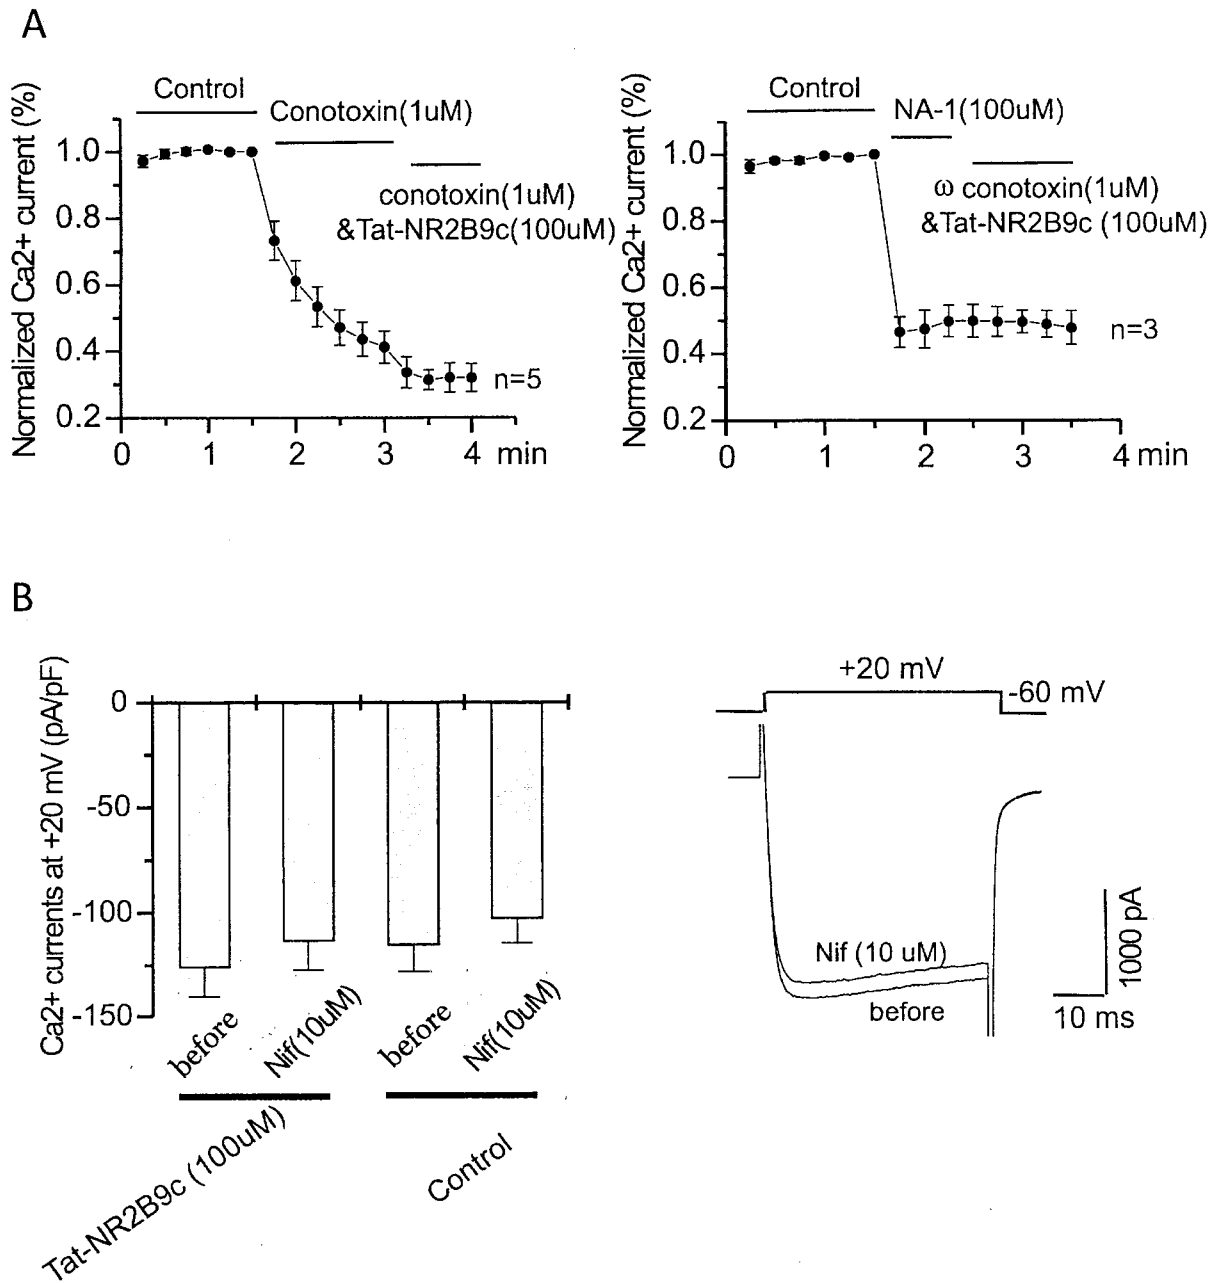 A
Normalized Ca2+ current (%)
Control
Conotoxin(1uM)
conotoxin(1uM)
&Tat-NR2B9c(100uM)
1.0
0.8
0.6
0.4
0.2
n=5
0 1 2 3 4 min
Normalized Ca2+ current (%)
Control
NA-1(100uM)
ω conotoxin(1uM)
&Tat-NR2B9c (100uM)
1.0
0.8
0.6
0.4
0.2
n=3
0 1 2 3 4 min
B
Ca2+ currents at +20 mV (pA/pF)
0
-50
-100
-150
before
Nif(10uM)
before
Nif(10uM)
Tat-NR2B9c (100uM)
Control
+20 mV
-60 mV
Nif (10 uM)
before
1000 pA
10 ms